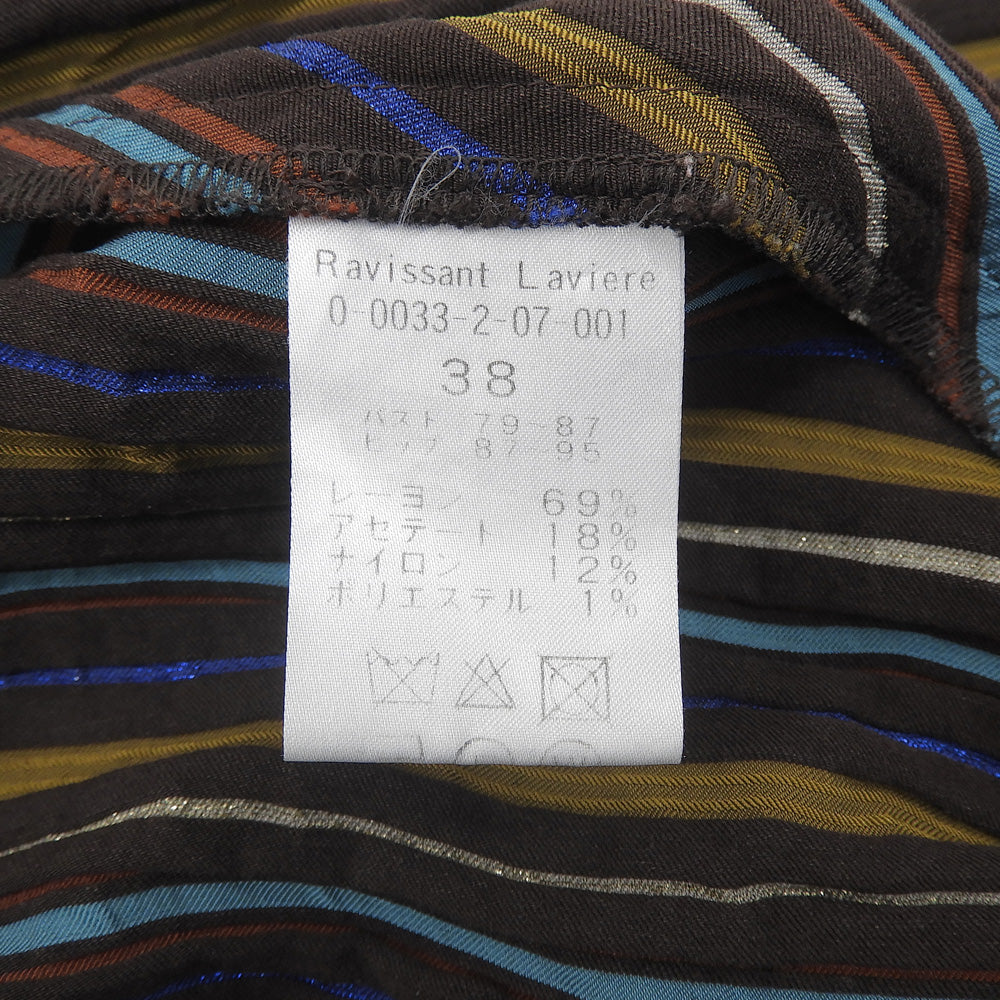 Ravissant Laviere
0-0033-2-07-001
38
バスト 79-87
ヒップ 87-95
レーヨン 69%
アセテート 18%
ナイロン 12%
ポリエステル 1%